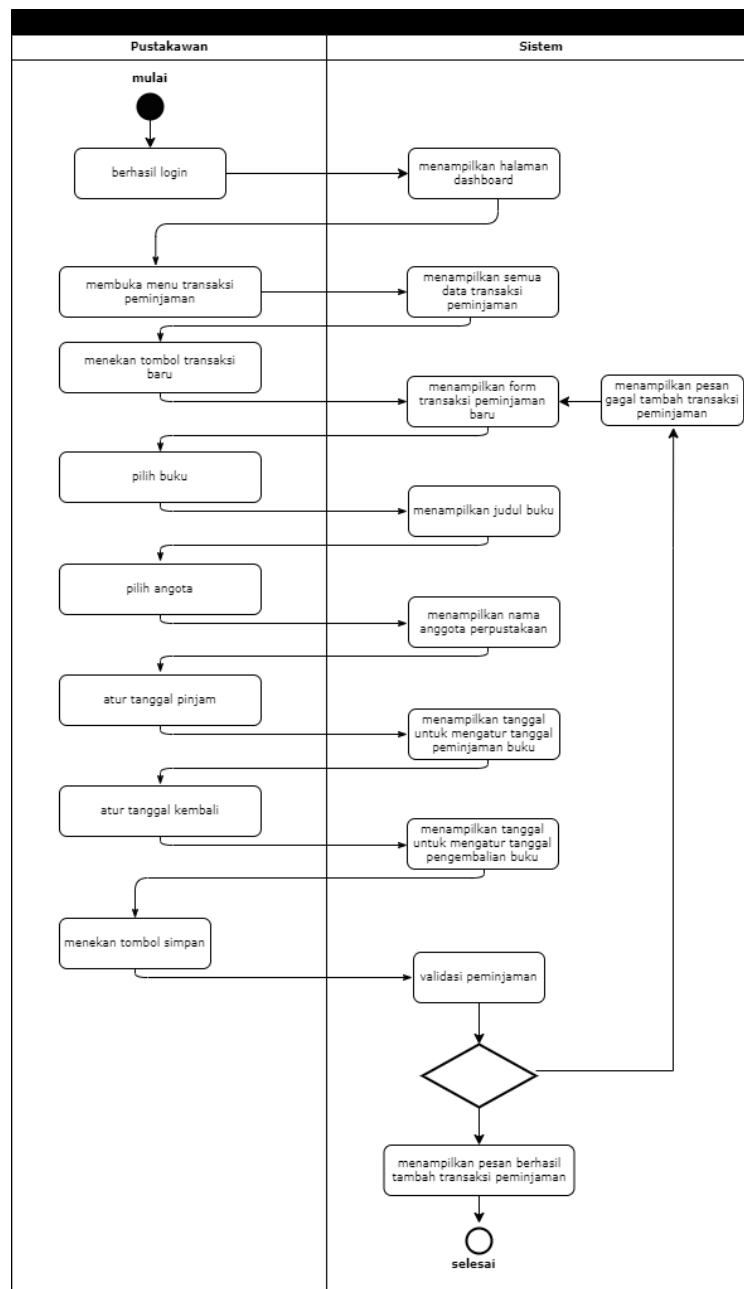 Pustakawan
Sistem
mulai
berhasil login
menampilkan halaman
dashboard
membuka menu transaksi
peminjaman
menampilkan semua
data transaksi
peminjaman
menekan tombol transaksi
baru
menampilkan form
transaksi peminjaman
baru
menampilkan pesan
gagal tambah transaksi
peminjaman
pilih buku
menampilkan judul buku
pilih angota
menampilkan nama
anggota perpustakaan
atur tanggal pinjam
menampilkan tanggal
untuk mengatur tanggal
peminjaman buku
atur tanggal kembali
menampilkan tanggal
untuk mengatur tanggal
pengembalian buku
menekan tombol simpan
validasi peminjaman
menampilkan pesan berhasil
tambah transaksi peminjaman
selesai